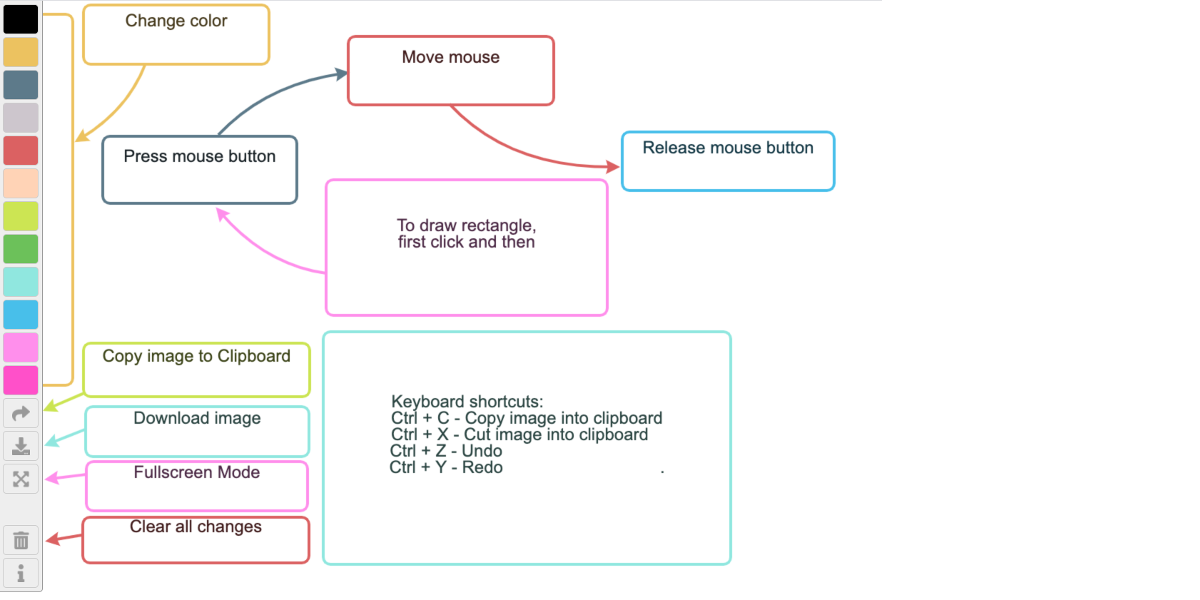 Change color
Move mouse
Press mouse button
Release mouse button
To draw rectangle,
first click and then
Copy image to Clipboard
Download image
Fullscreen Mode
Clear all changes
Keyboard shortcuts:
Ctrl + C - Copy image into clipboard
Ctrl + X - Cut image into clipboard
Ctrl + Z - Undo
Ctrl + Y - Redo .